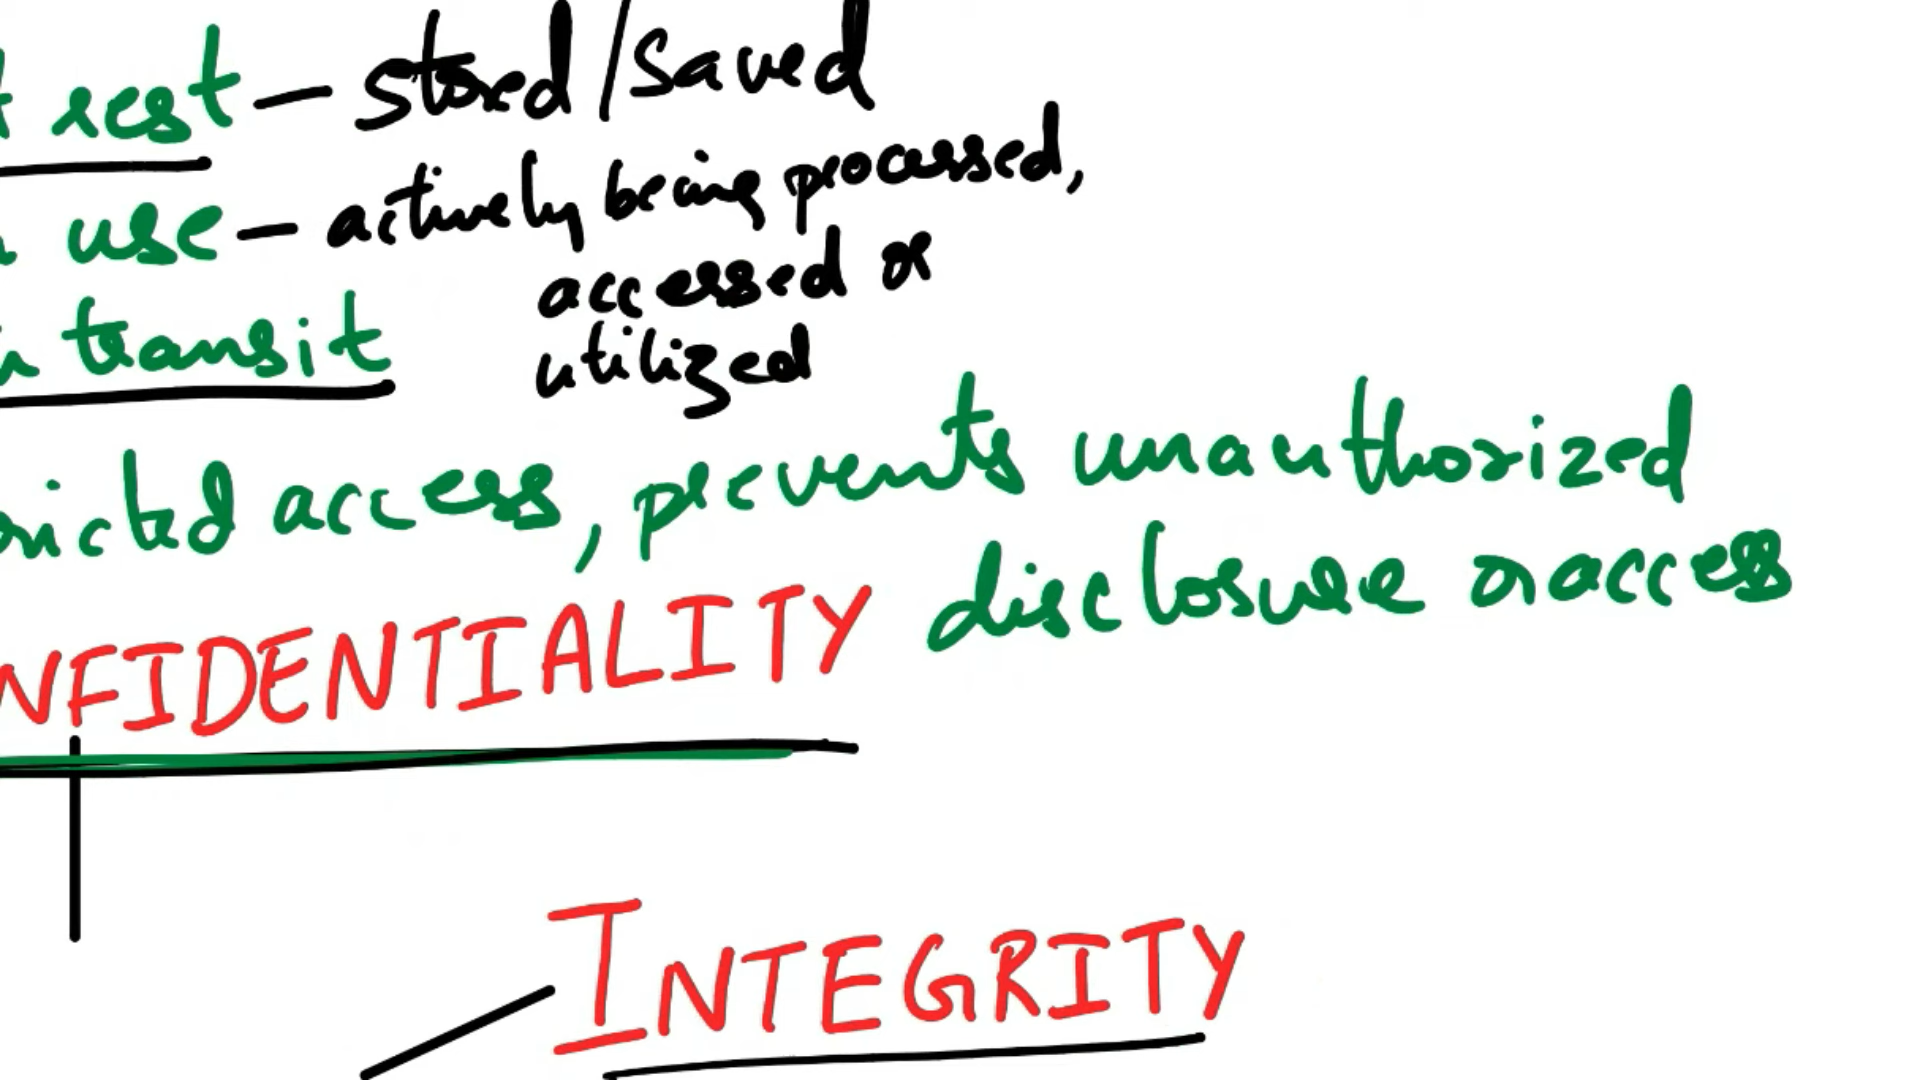 rest – stored/saved
use – actively being processed,
accessed or
utilized
transit
ricted access, prevents unauthorized
disclosure or access
NFIDENTIALITY
INTEGRITY